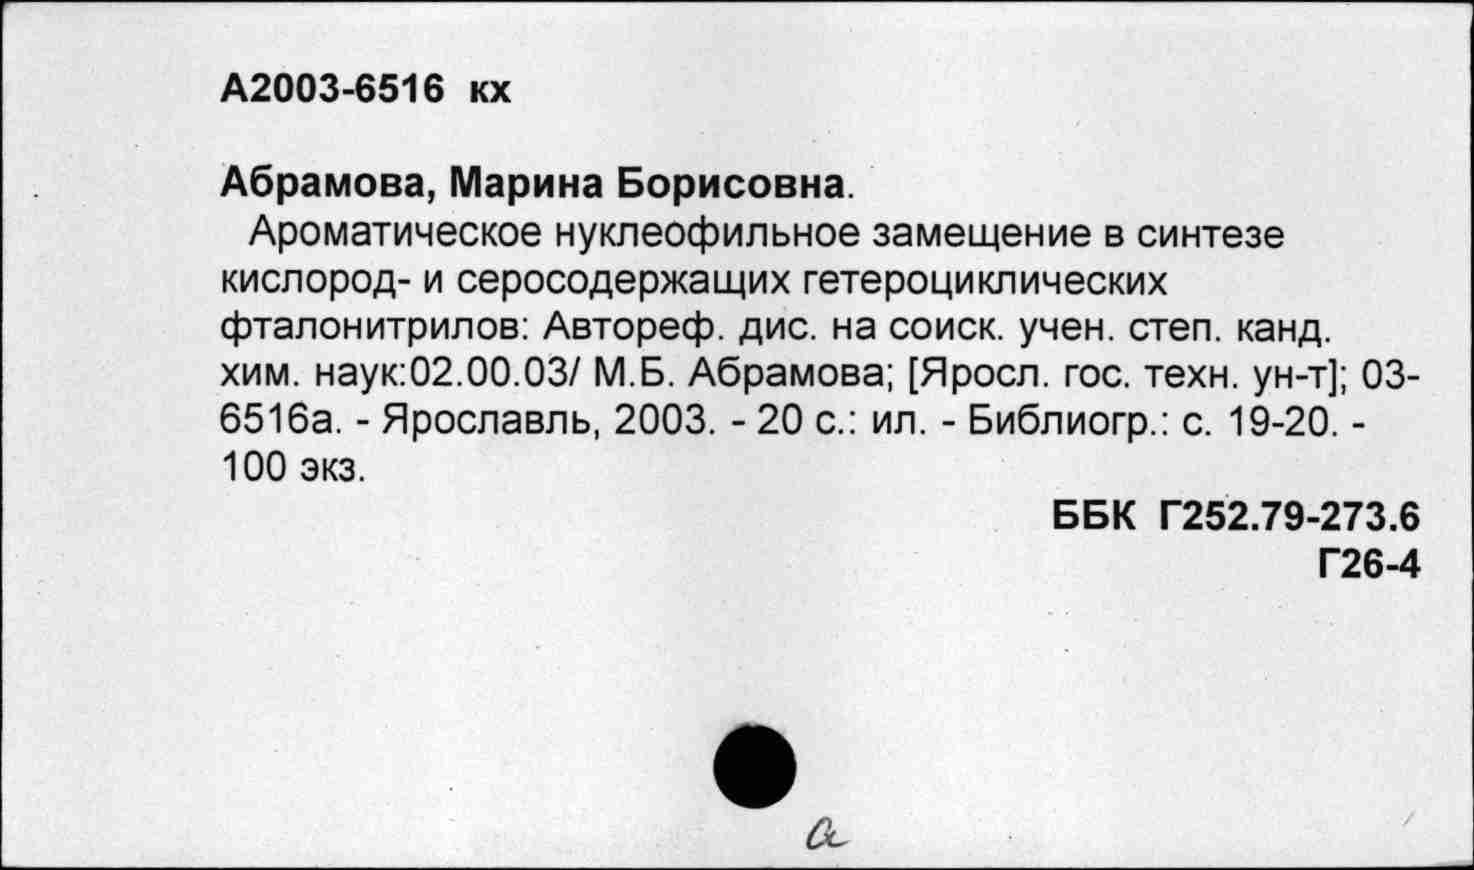 А2003-6516 кх
Абрамова, Марина Борисовна.
Ароматическое нуклеофильное замещение в синтезе
кислород- и серосодержащих гетероциклических
фталонитрилов: Автореф. дис. на соиск. учен. степ. канд.
хим. наук:02.00.03/ М.Б. Абрамова; [Яросл. гос. техн. ун-т]; 03-
6516а. - Ярославль, 2003. - 20 с.: ил. - Библиогр.: с. 19-20. -
100 экз.
ББК Г252.79-273.6
Г26-4